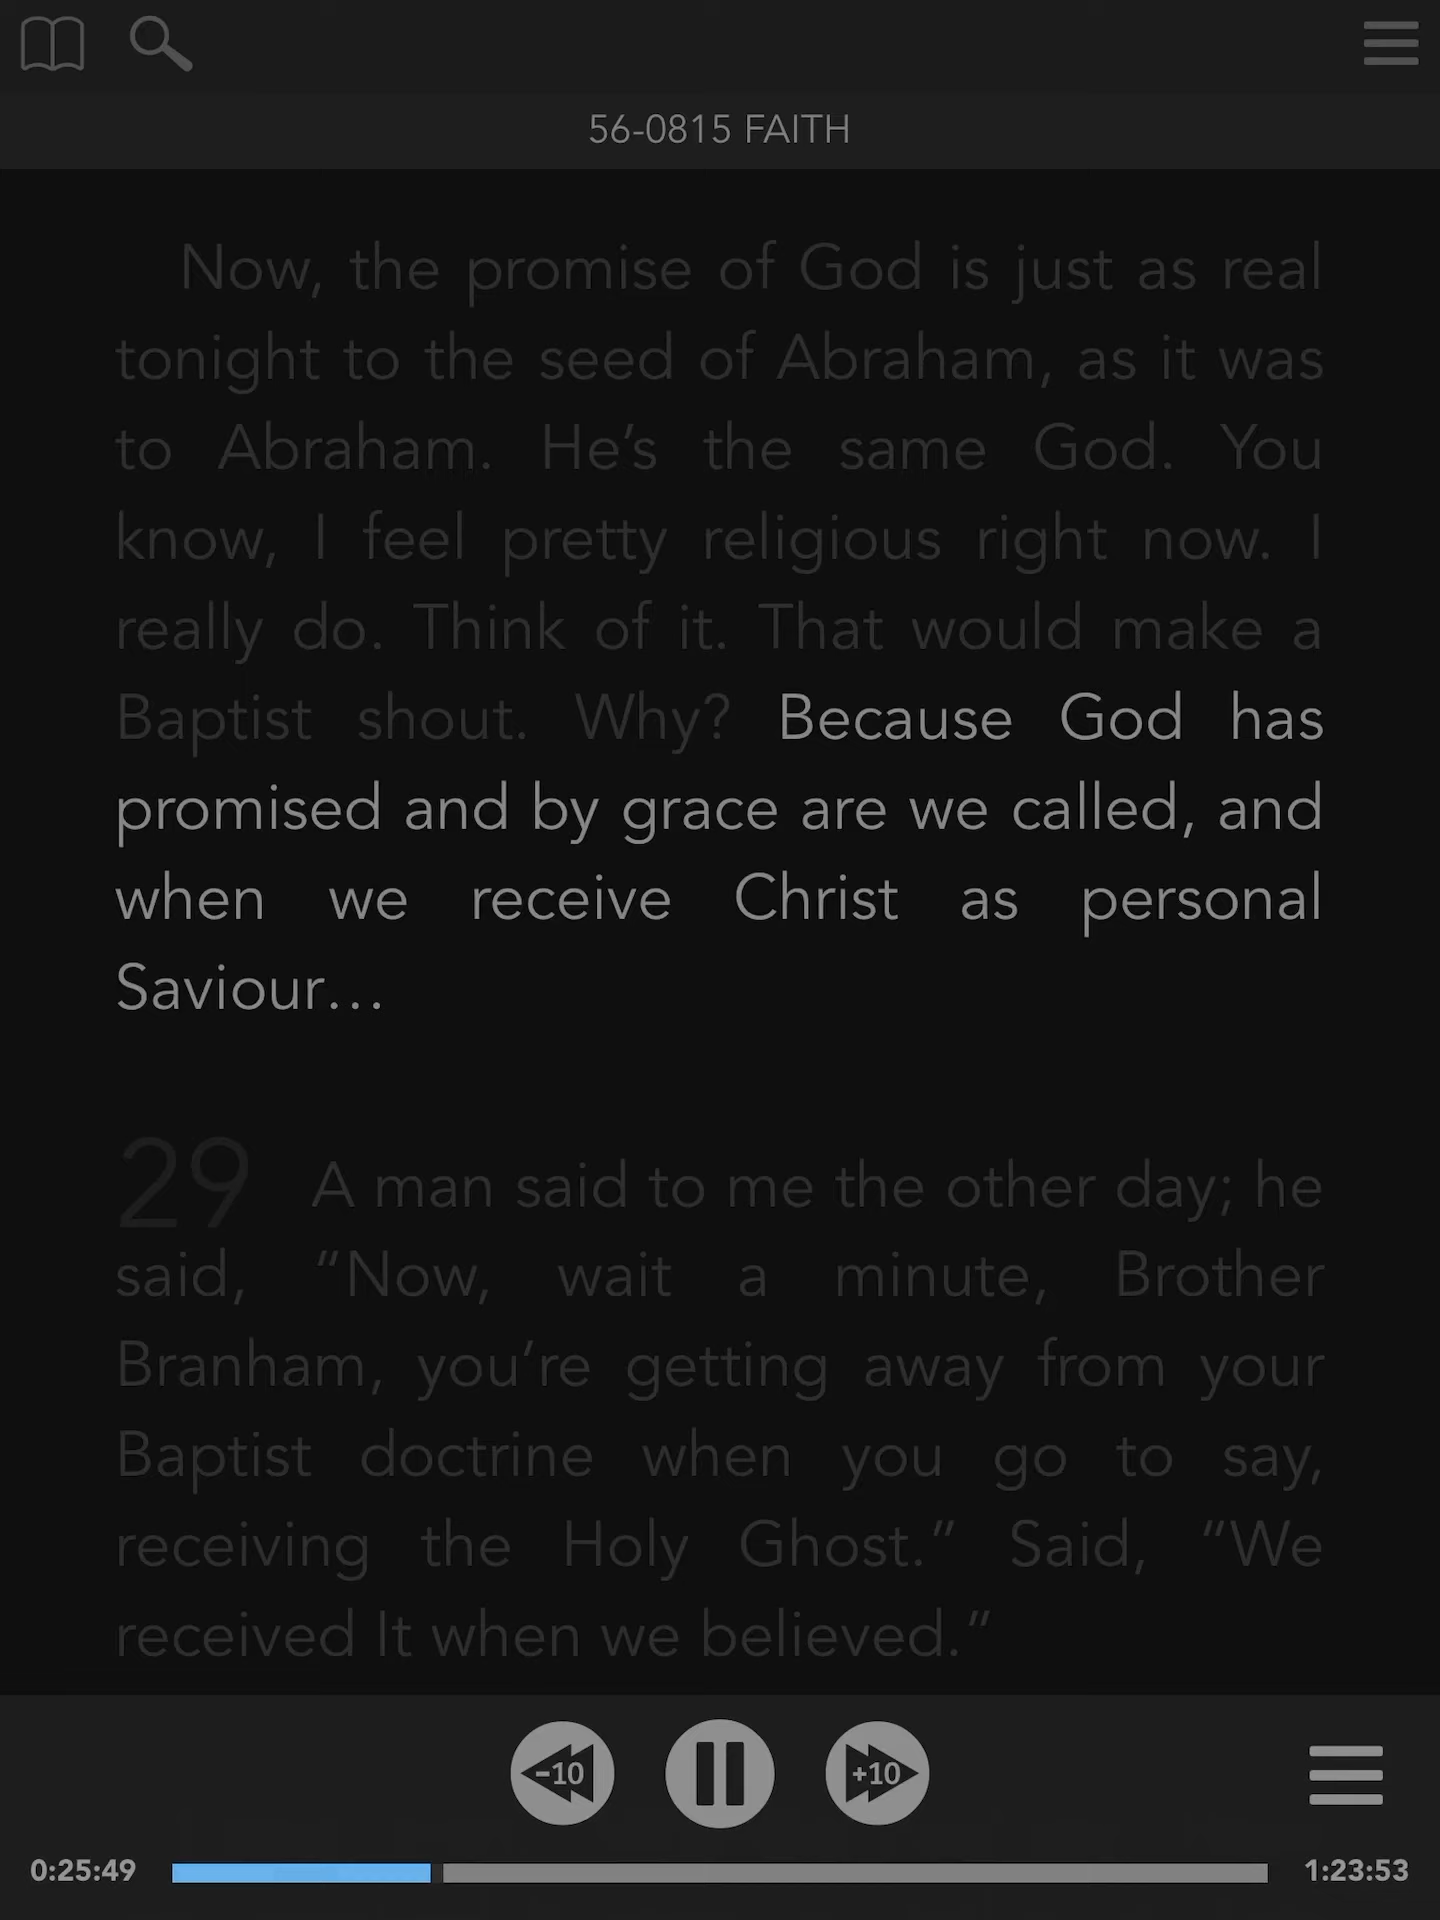 56-0815 FAITH
Now, the promise of God is just as real
tonight to the seed of Abraham, as it was
to Abraham. He’s the same God. You
know, I feel pretty religious right now. I
really do. Think of it. That would make a
Baptist shout. Why? Because God has
promised and by grace are we called, and
when we receive Christ as personal
Saviour…
29 A man said to me the other day; he
said, “Now, wait a minute, Brother
Branham, you’re getting away from your
Baptist doctrine when you go to say,
receiving the Holy Ghost.” Said, “We
received It when we believed.”
-10 +10
0:25:49 1:23:53